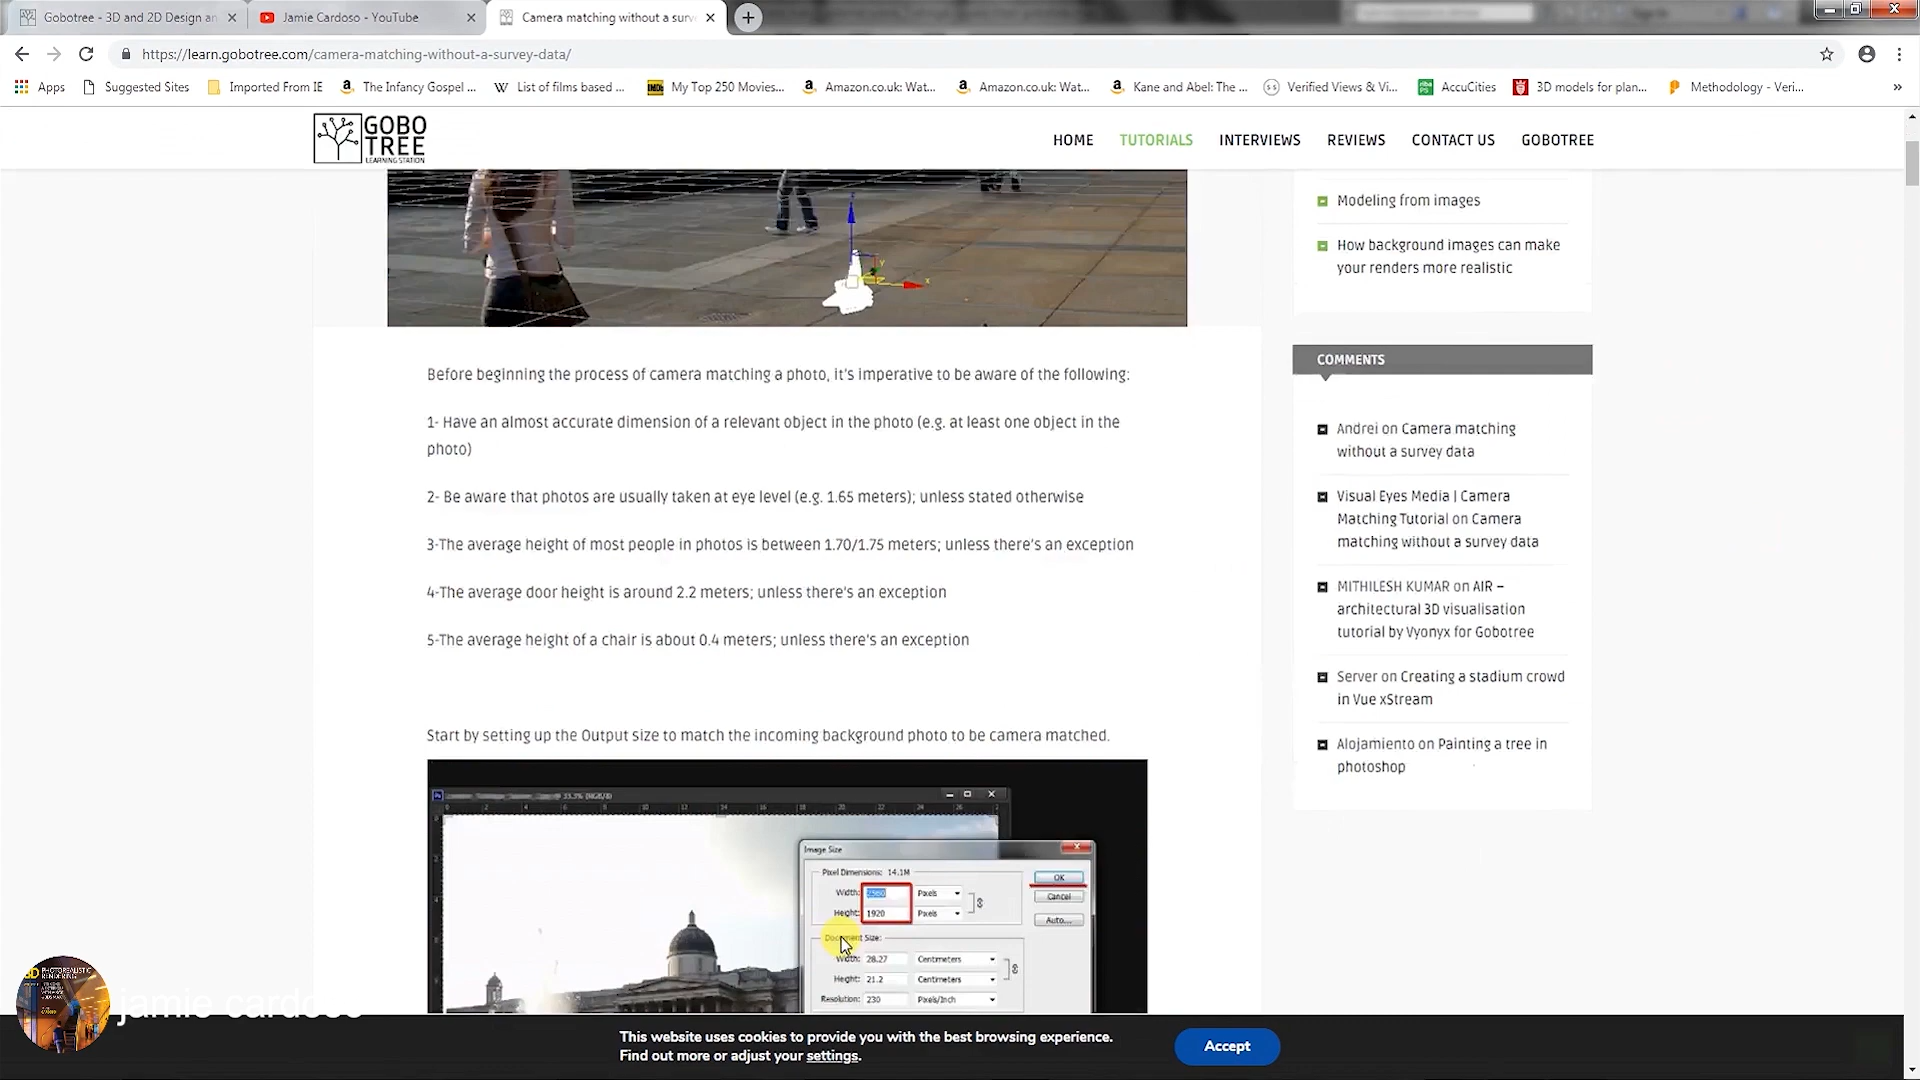 Gobotree - 3D and 2D Design an
Jamie Cardoso - YouTube
Camera matching without a surv
https://learn.gobotree.com/camera-matching-without-a-survey-data/
Apps
Suggested Sites
Imported From IE
The Infancy Gospel ...
List of films based ...
My Top 250 Movies...
Amazon.co.uk: Wat...
Amazon.co.uk: Wat...
Kane and Abel: The ...
Verified Views & Vi...
AccuCities
3D models for plan...
Methodology - Veri...
GOBO
TREE
LEARNING STATION
HOME
TUTORIALS
INTERVIEWS
REVIEWS
CONTACT US
GOBOTREE
Before beginning the process of camera matching a photo, it's imperative to be aware of the following:
1- Have an almost accurate dimension of a relevant object in the photo (e.g. at least one object in the
photo)
2- Be aware that photos are usually taken at eye level (e.g. 1.65 meters); unless stated otherwise
3-The average height of most people in photos is between 1.70/1.75 meters; unless there's an exception
4-The average door height is around 2.2 meters; unless there's an exception
5-The average height of a chair is about 0.4 meters; unless there's an exception
Start by setting up the Output size to match the incoming background photo to be camera matched.
Image Size
Pixel Dimensions: 14.1M
Width: 2560 Pixels
Height: 1920 Pixels
OK
Cancel
Auto...
Document Size:
Width: 28.27 Centimeters
Height: 21.2 Centimeters
Resolution: 230 Pixels/Inch
Modeling from images
How background images can make
your renders more realistic
COMMENTS
Andrei on Camera matching
without a survey data
Visual Eyes Media | Camera
Matching Tutorial on Camera
matching without a survey data
MITHILESH KUMAR on AIR –
architectural 3D visualisation
tutorial by Vyonyx for Gobotree
Server on Creating a stadium crowd
in Vue xStream
Alojamiento on Painting a tree in
photoshop
jamie cardoso
This website uses cookies to provide you with the best browsing experience.
Find out more or adjust your settings.
Accept